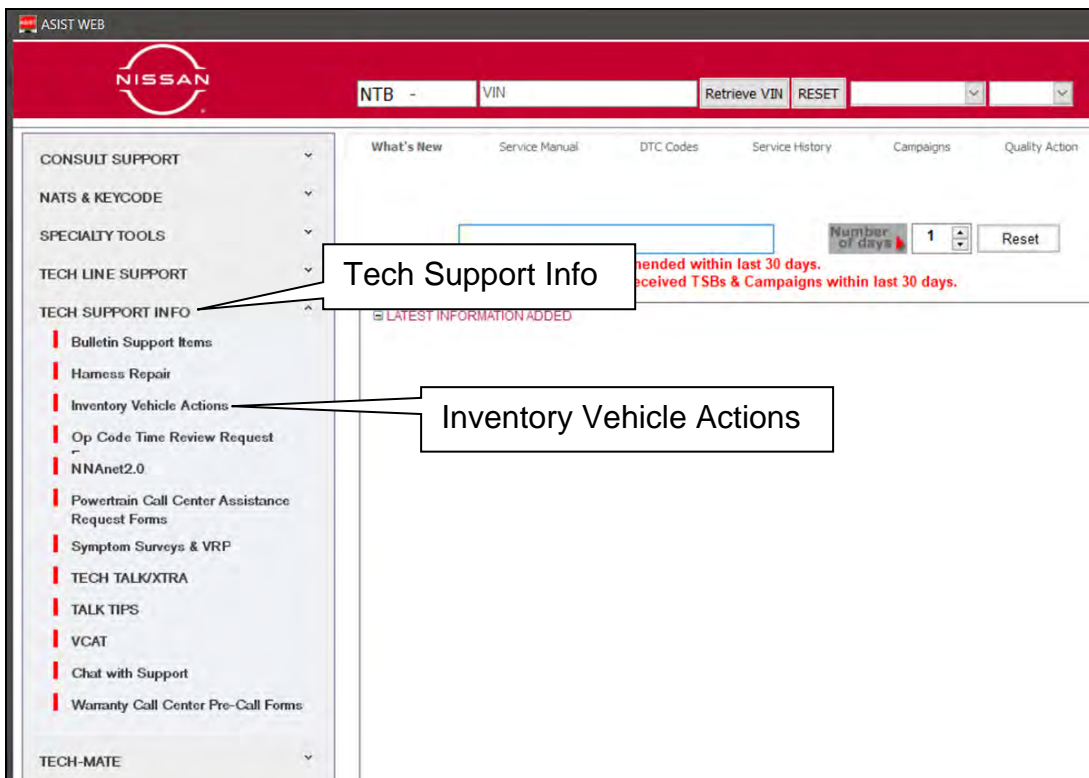 ASIST WEB
NISSAN
NTB -
VIN
Retrieve VIN
RESET
What's New
Service Manual
DTC Codes
Service History
Campaigns
Quality Action
CONSULT SUPPORT
NATS & KEYCODE
SPECIALTY TOOLS
TECH LINE SUPPORT
TECH SUPPORT INFO
Bulletin Support Items
Harness Repair
Inventory Vehicle Actions
Op Code Time Review Request
NNAnet2.0
Powertrain Call Center Assistance
Request Forms
Symptom Surveys & VRP
TECH TALK/XTRA
TALK TIPS
VCAT
Chat with Support
Warranty Call Center Pre-Call Forms
TECH-MATE
Number
of days
1
Reset
within last 30 days.
TSBs & Campaigns within last 30 days.
LATEST INFORMATION ADDED
Tech Support Info
Inventory Vehicle Actions